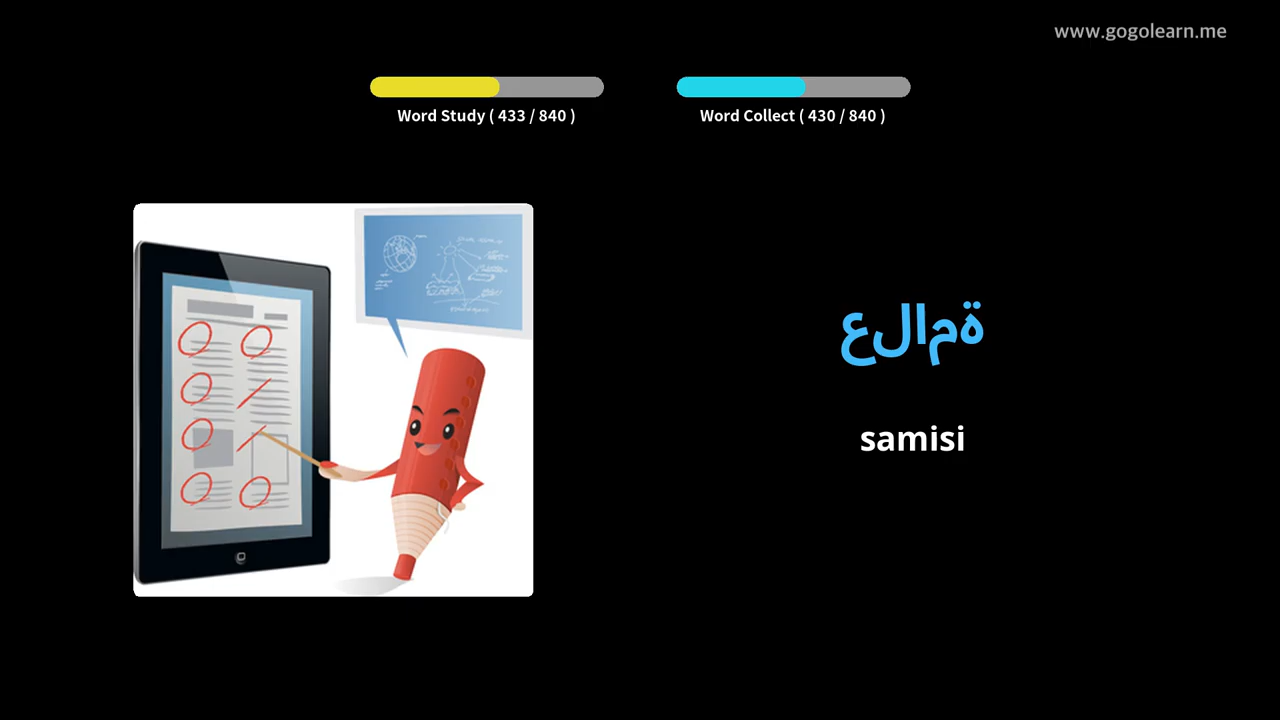 www.gogolearn.me
Word Study ( 433 / 840 )
Word Collect ( 430 / 840 )
علامة
samisi